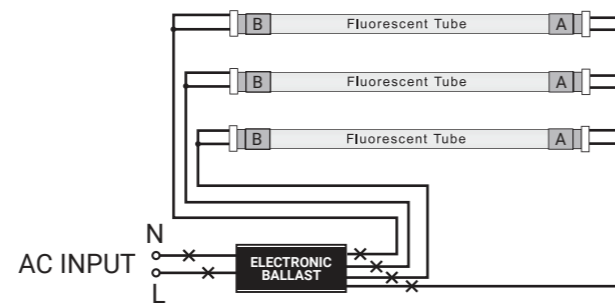 B Fluorescent Tube A
B Fluorescent Tube A
B Fluorescent Tube A
N
AC INPUT
L
ELECTRONIC
BALLAST